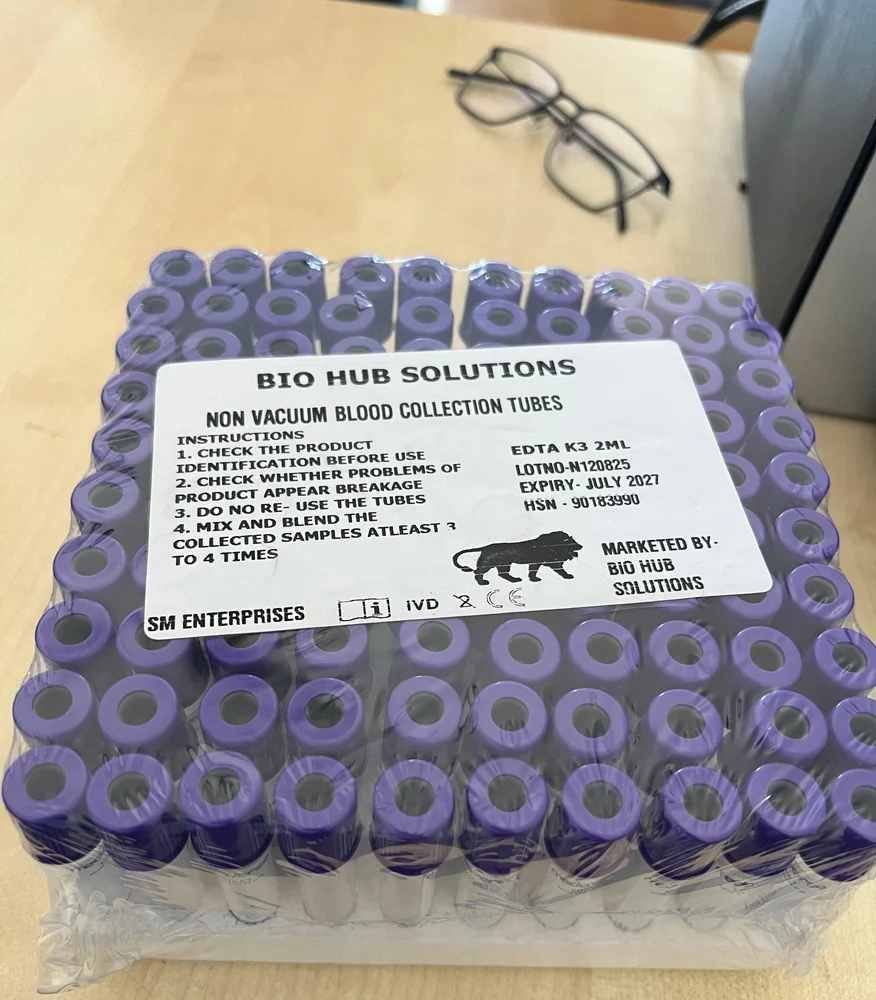 BIO HUB SOLUTIONS
NON VACUUM BLOOD COLLECTION TUBES
INSTRUCTIONS
1. CHECK THE PRODUCT
IDENTIFICATION BEFORE USE
2. CHECK WHETHER PROBLEMS OF
PRODUCT APPEAR BREAKAGE
3. DO NO RE- USE THE TUBES
4. MIX AND BLEND THE
COLLECTED SAMPLES ATLEAST 3
TO 4 TIMES
EDTA K3 2ML
LOTNO-N120825
EXPIRY- JULY 2027
HSN - 90183990
MARKETED BY-
BIO HUB
SOLUTIONS
SM ENTERPRISES
i IVD 2 CE